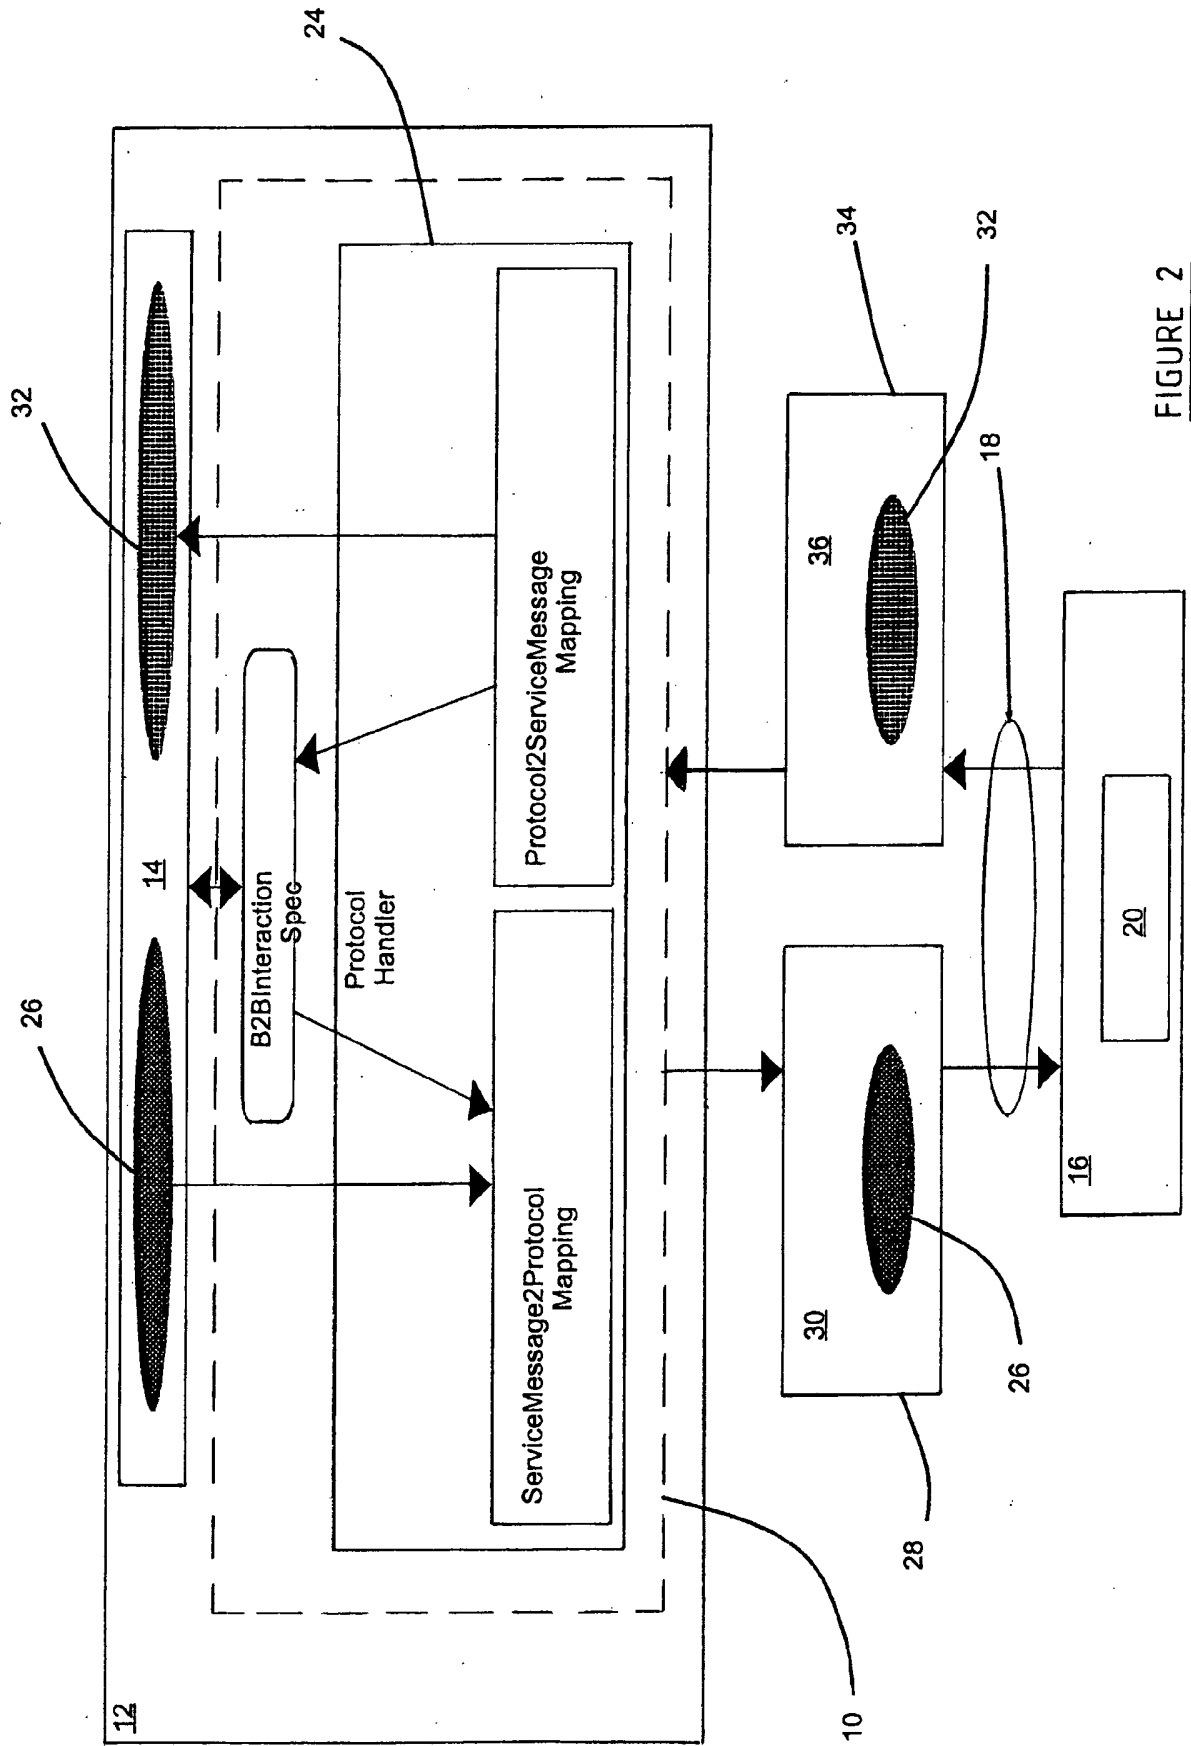 12
26
32
24
14
B2BInteraction
Spec
Protocol
Handler
ServiceMessage2Protocol
Mapping
Protocol2ServiceMessage
Mapping
10
28
30
26
36
34
32
18
16
20
FIGURE 2